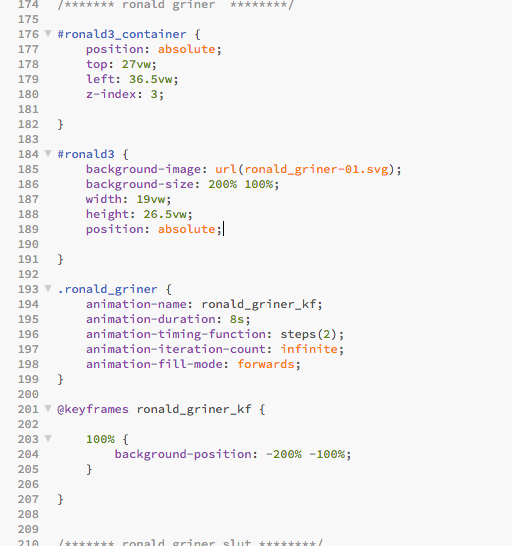 174 /******* ronald griner ********/
175
176 #ronald3_container {
177 position: absolute;
178 top: 27vw;
179 left: 36.5vw;
180 z-index: 3;
181
182 }
183
184 #ronald3 {
185 background-image: url(ronald_griner-01.svg);
186 background-size: 200% 100%;
187 width: 19vw;
188 height: 26.5vw;
189 position: absolute;
190
191 }
192
193 .ronald_griner {
194 animation-name: ronald_griner_kf;
195 animation-duration: 8s;
196 animation-timing-function: steps(2);
197 animation-iteration-count: infinite;
198 animation-fill-mode: forwards;
199 }
200
201 @keyframes ronald_griner_kf {
202
203 100% {
204 background-position: -200% -100%;
205 }
206
207 }
208
209
210 /******* ronald griner slut ********/